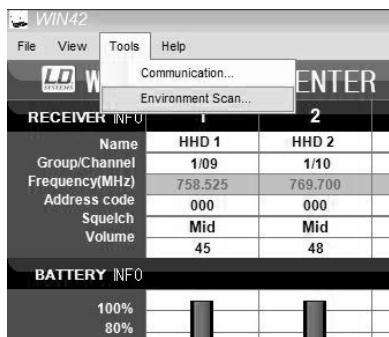 WIN42
File View Tools Help
Communication...
Environment Scan...
LD SYSTEMS W ENTER
RECEIVER INFO 1 2
Name HHD 1 HHD 2
Group/Channel 1/09 1/10
Frequency(MHz) 758.525 769.700
Address code 000 000
Squelch Mid Mid
Volume 45 48
BATTERY INFO
100%
80%